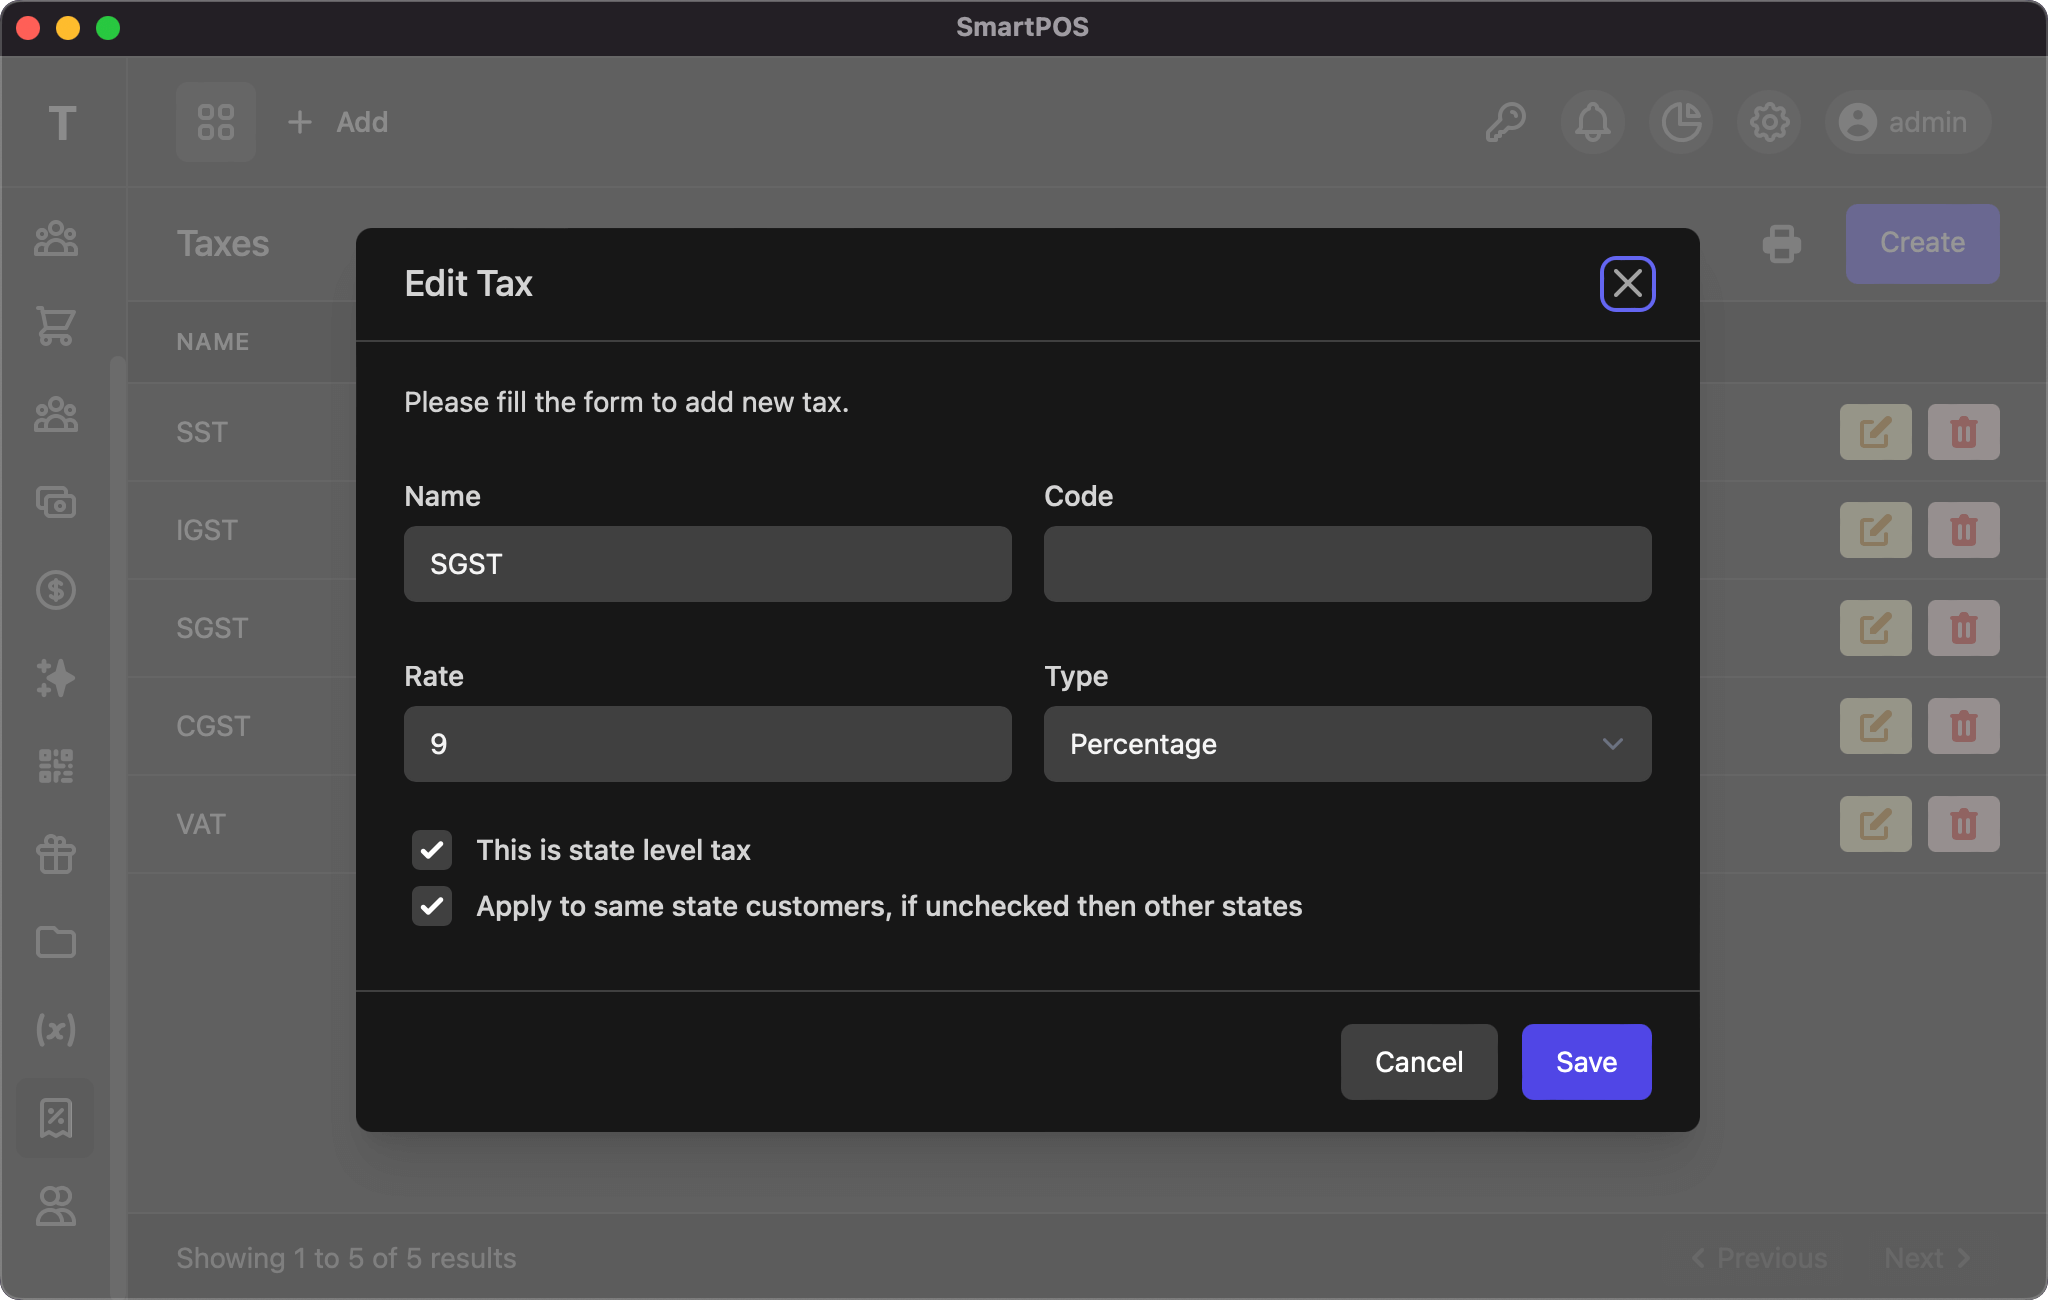 SmartPOS
T
Add
admin
Taxes
Create
NAME
SST
IGST
SGST
CGST
VAT
Edit Tax
Please fill the form to add new tax.
Name
Code
SGST
Rate
Type
9
Percentage
This is state level tax
Apply to same state customers, if unchecked then other states
Cancel
Save
Showing 1 to 5 of 5 results
Previous
Next